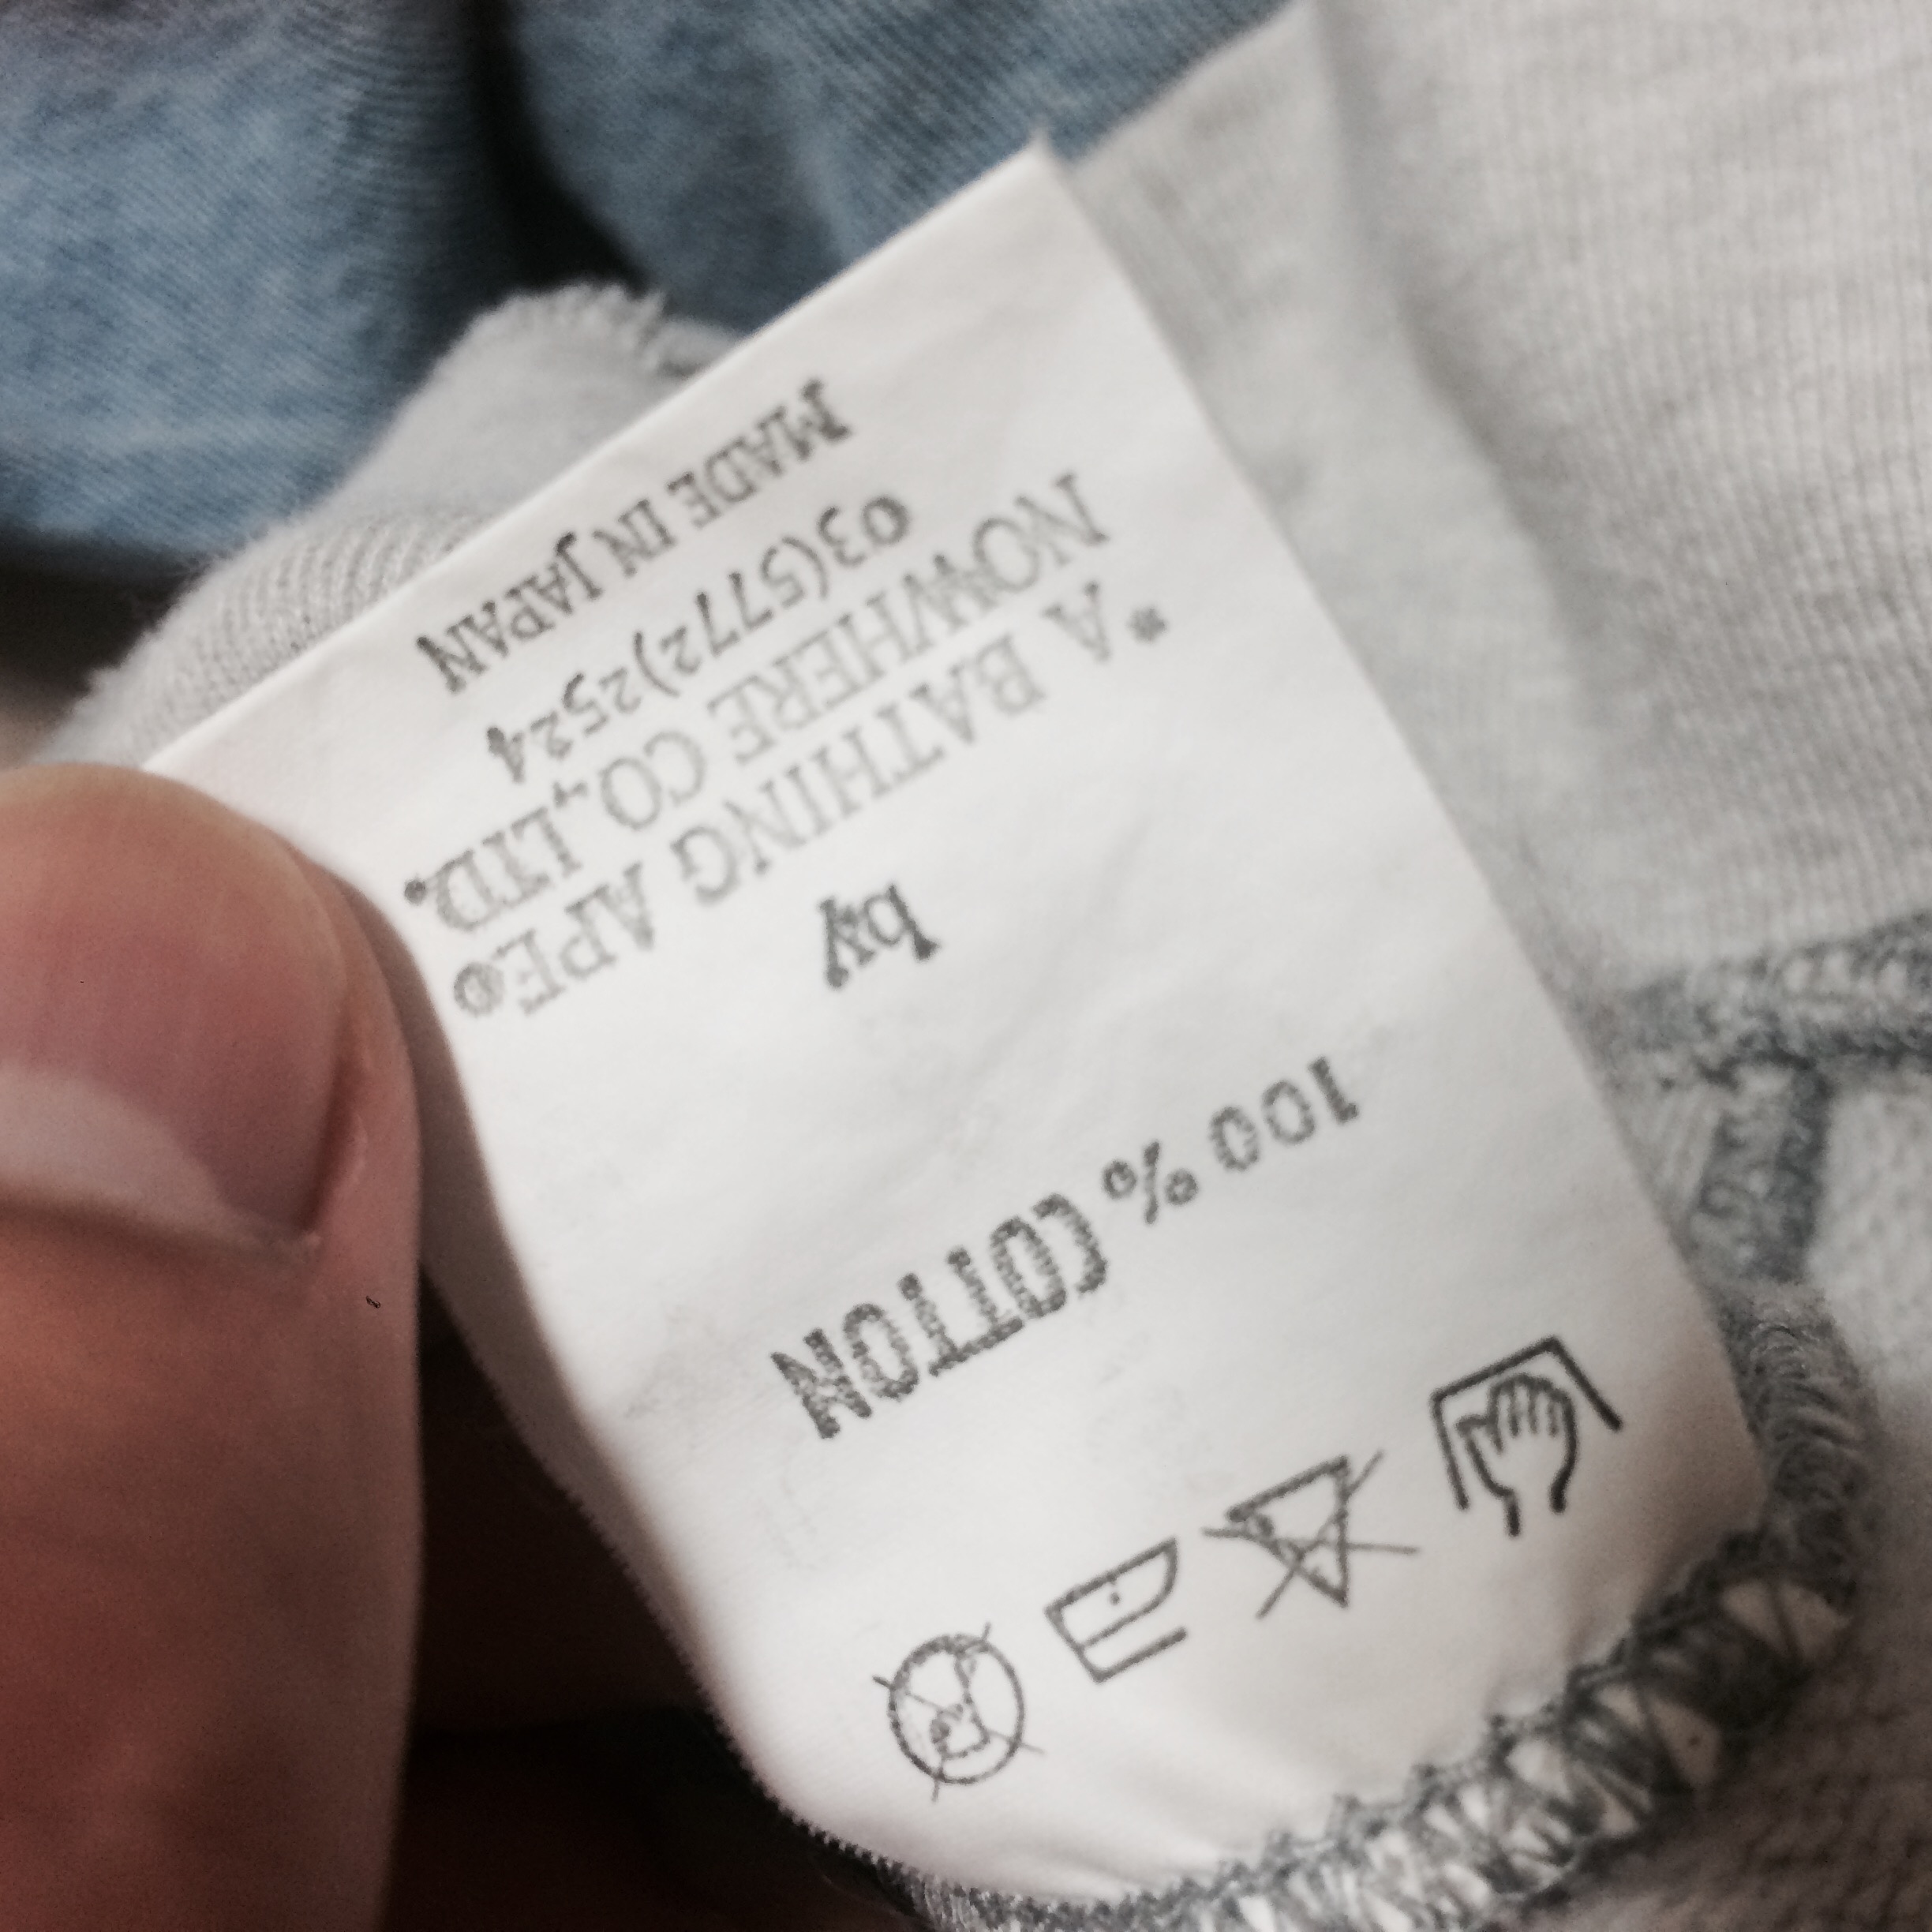 100 % COTTON
by
*A BATHING APE®
NOWHERE CO., LTD.
03(5772)2524
MADE IN JAPAN